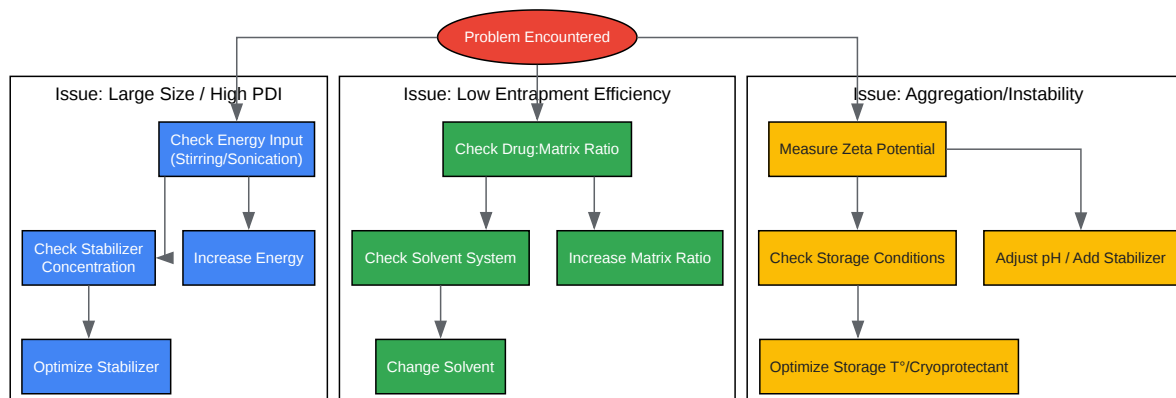 Problem Encountered
Issue: Large Size / High PDI
Check Energy Input
(Stirring/Sonication)
Check Stabilizer
Concentration
Increase Energy
Optimize Stabilizer
Issue: Low Entrapment Efficiency
Check Drug:Matrix Ratio
Check Solvent System
Increase Matrix Ratio
Change Solvent
Issue: Aggregation/Instability
Measure Zeta Potential
Check Storage Conditions
Adjust pH / Add Stabilizer
Optimize Storage T°/Cryoprotectant